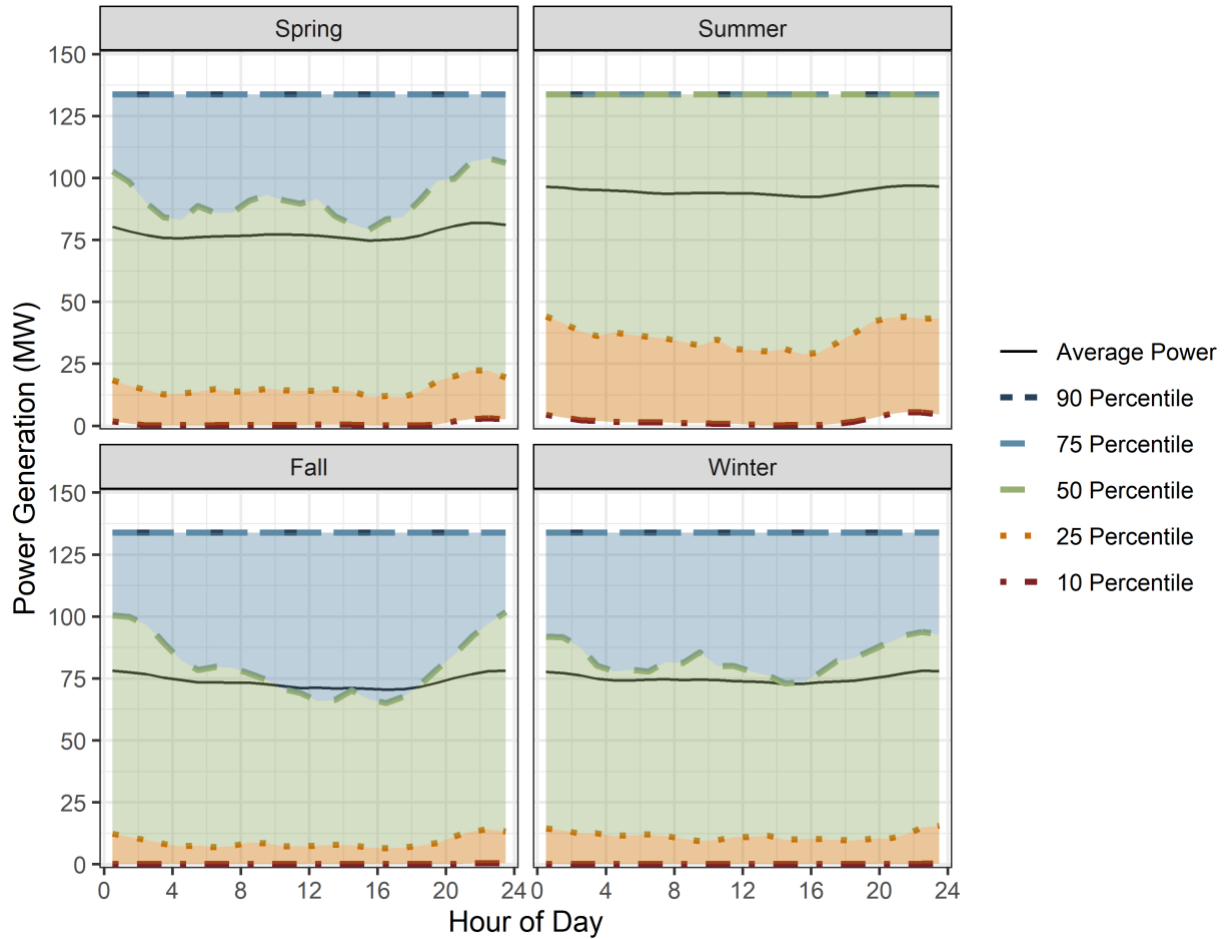 Spring
Summer
150
125
100
75
50
25
0
Fall
Winter
150
125
100
75
50
25
0
0 4 8 12 16 20 24 0 4 8 12 16 20 24
Hour of Day
Power Generation (MW)
Average Power
90 Percentile
75 Percentile
50 Percentile
25 Percentile
10 Percentile